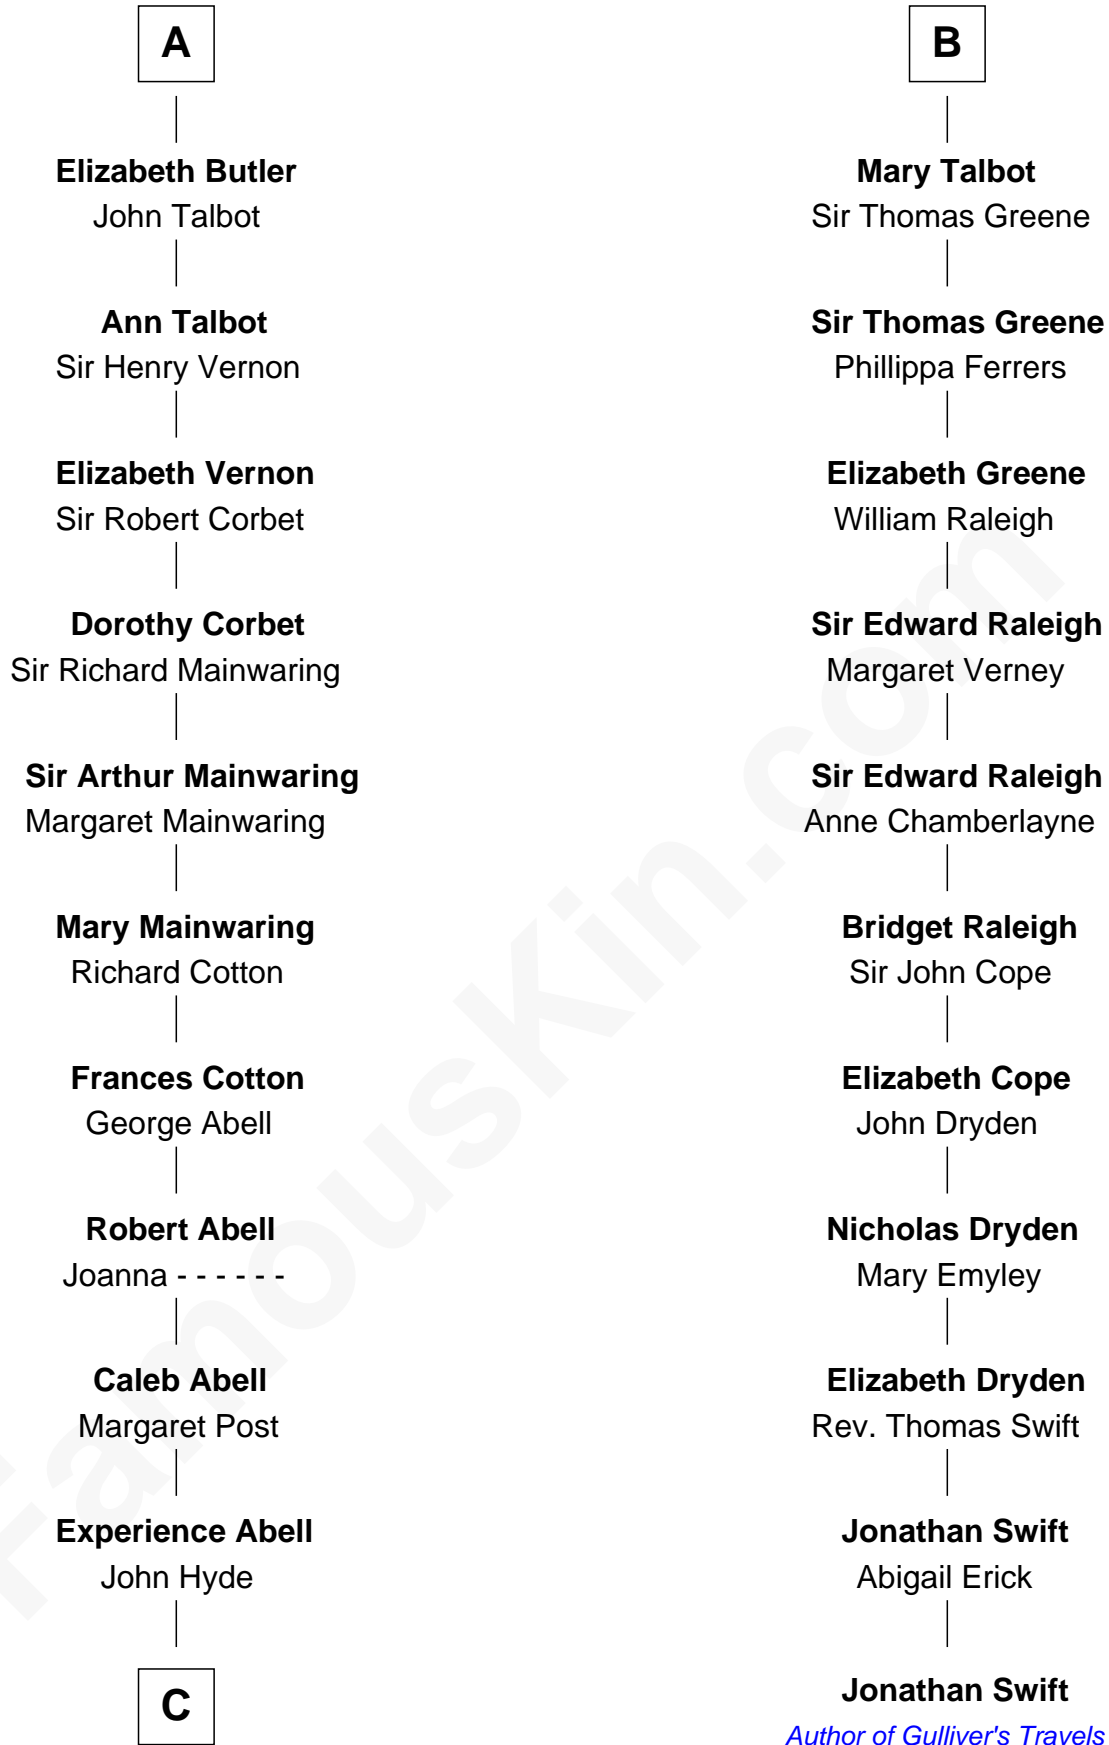 A
Elizabeth Butler
John Talbot
Ann Talbot
Sir Henry Vernon
Elizabeth Vernon
Sir Robert Corbet
Dorothy Corbet
Sir Richard Mainwaring
Sir Arthur Mainwaring
Margaret Mainwaring
Mary Mainwaring
Richard Cotton
Frances Cotton
George Abell
Robert Abell
Joanna - - - - - -
Caleb Abell
Margaret Post
Experience Abell
John Hyde
C
B
Mary Talbot
Sir Thomas Greene
Sir Thomas Greene
Phillippa Ferrers
Elizabeth Greene
William Raleigh
Sir Edward Raleigh
Margaret Verney
Sir Edward Raleigh
Anne Chamberlayne
Bridget Raleigh
Sir John Cope
Elizabeth Cope
John Dryden
Nicholas Dryden
Mary Emyley
Elizabeth Dryden
Rev. Thomas Swift
Jonathan Swift
Abigail Erick
Jonathan Swift
Author of Gulliver's Travels
FamousKin.com